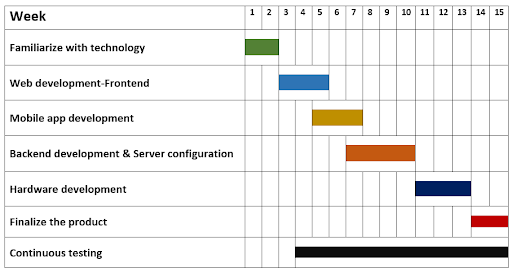 Week 1 2 3 4 5 6 7 8 9 10 11 12 13 14 15
Familiarize with technology
Web development-Frontend
Mobile app development
Backend development & Server configuration
Hardware development
Finalize the product
Continuous testing